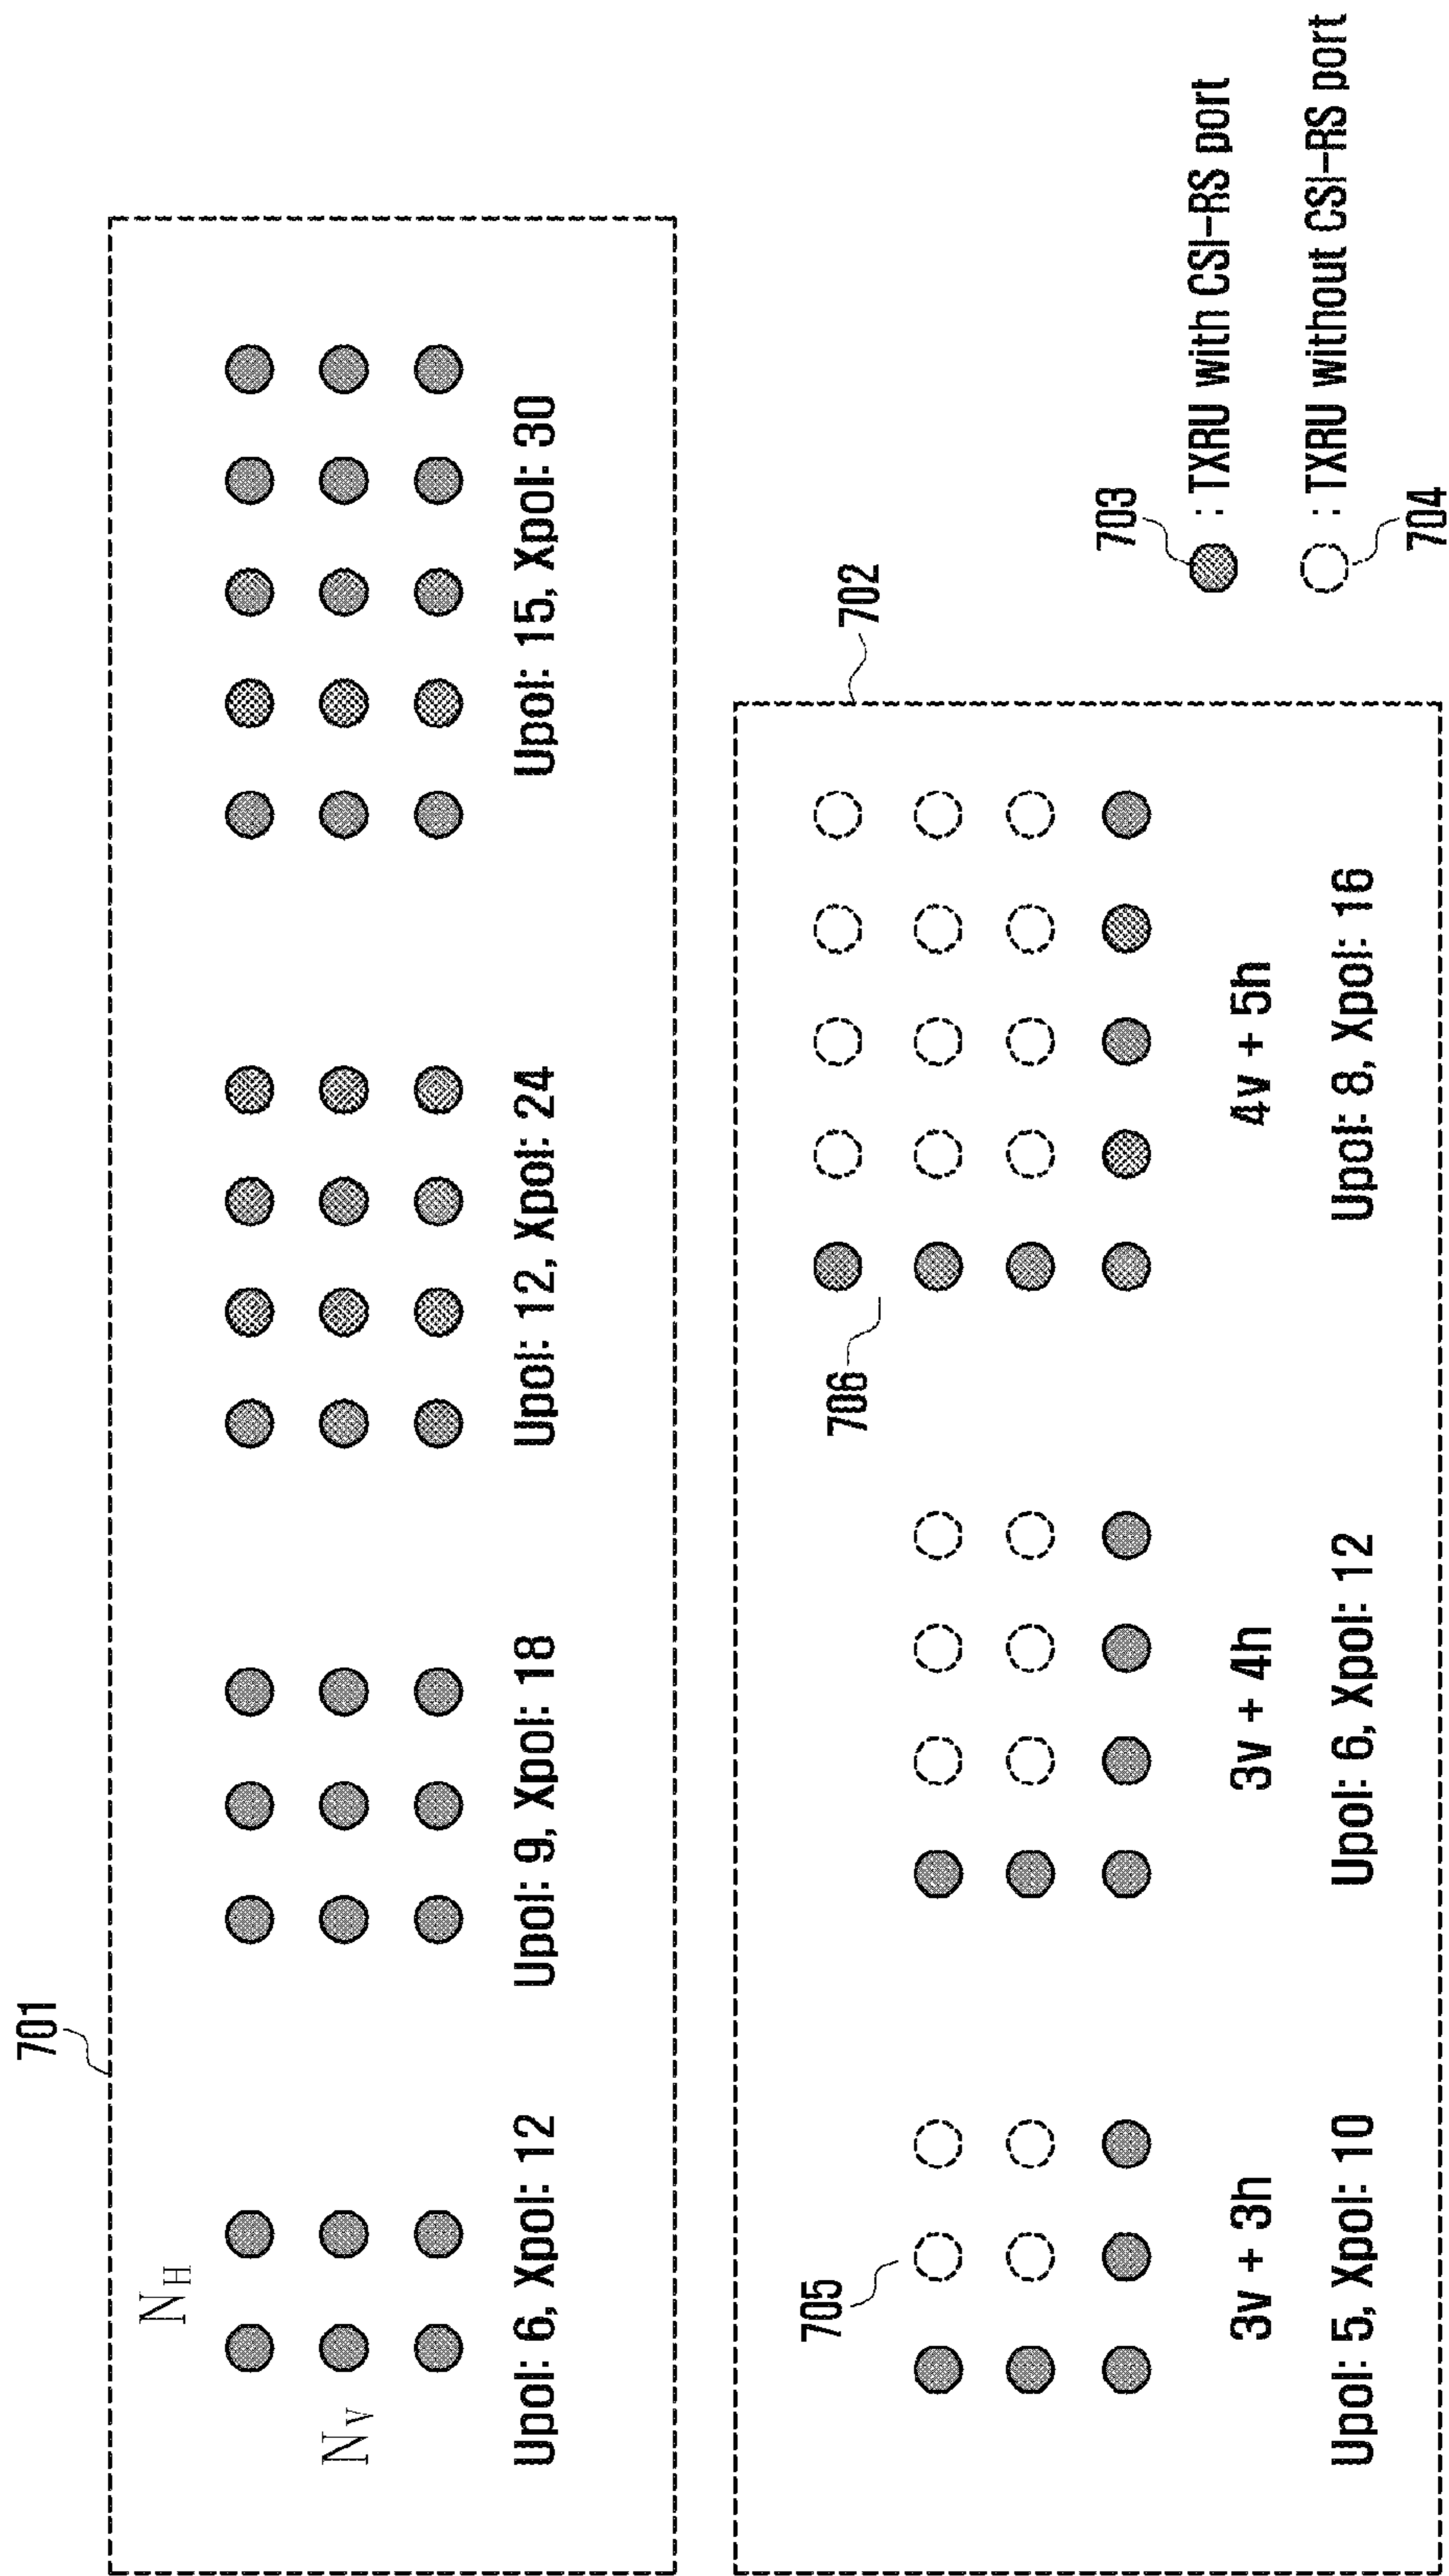 701
N_H
N_V
Upol: 6, Xpol: 12
Upol: 9, Xpol: 18
Upol: 12, Xpol: 24
Upol: 15, Xpol: 30
702
705
706
3v + 3h
3v + 4h
4v + 5h
Upol: 5, Xpol: 10
Upol: 6, Xpol: 12
Upol: 8, Xpol: 16
703
: TXRU with CSI-RS port
: TXRU without CSI-RS port
704